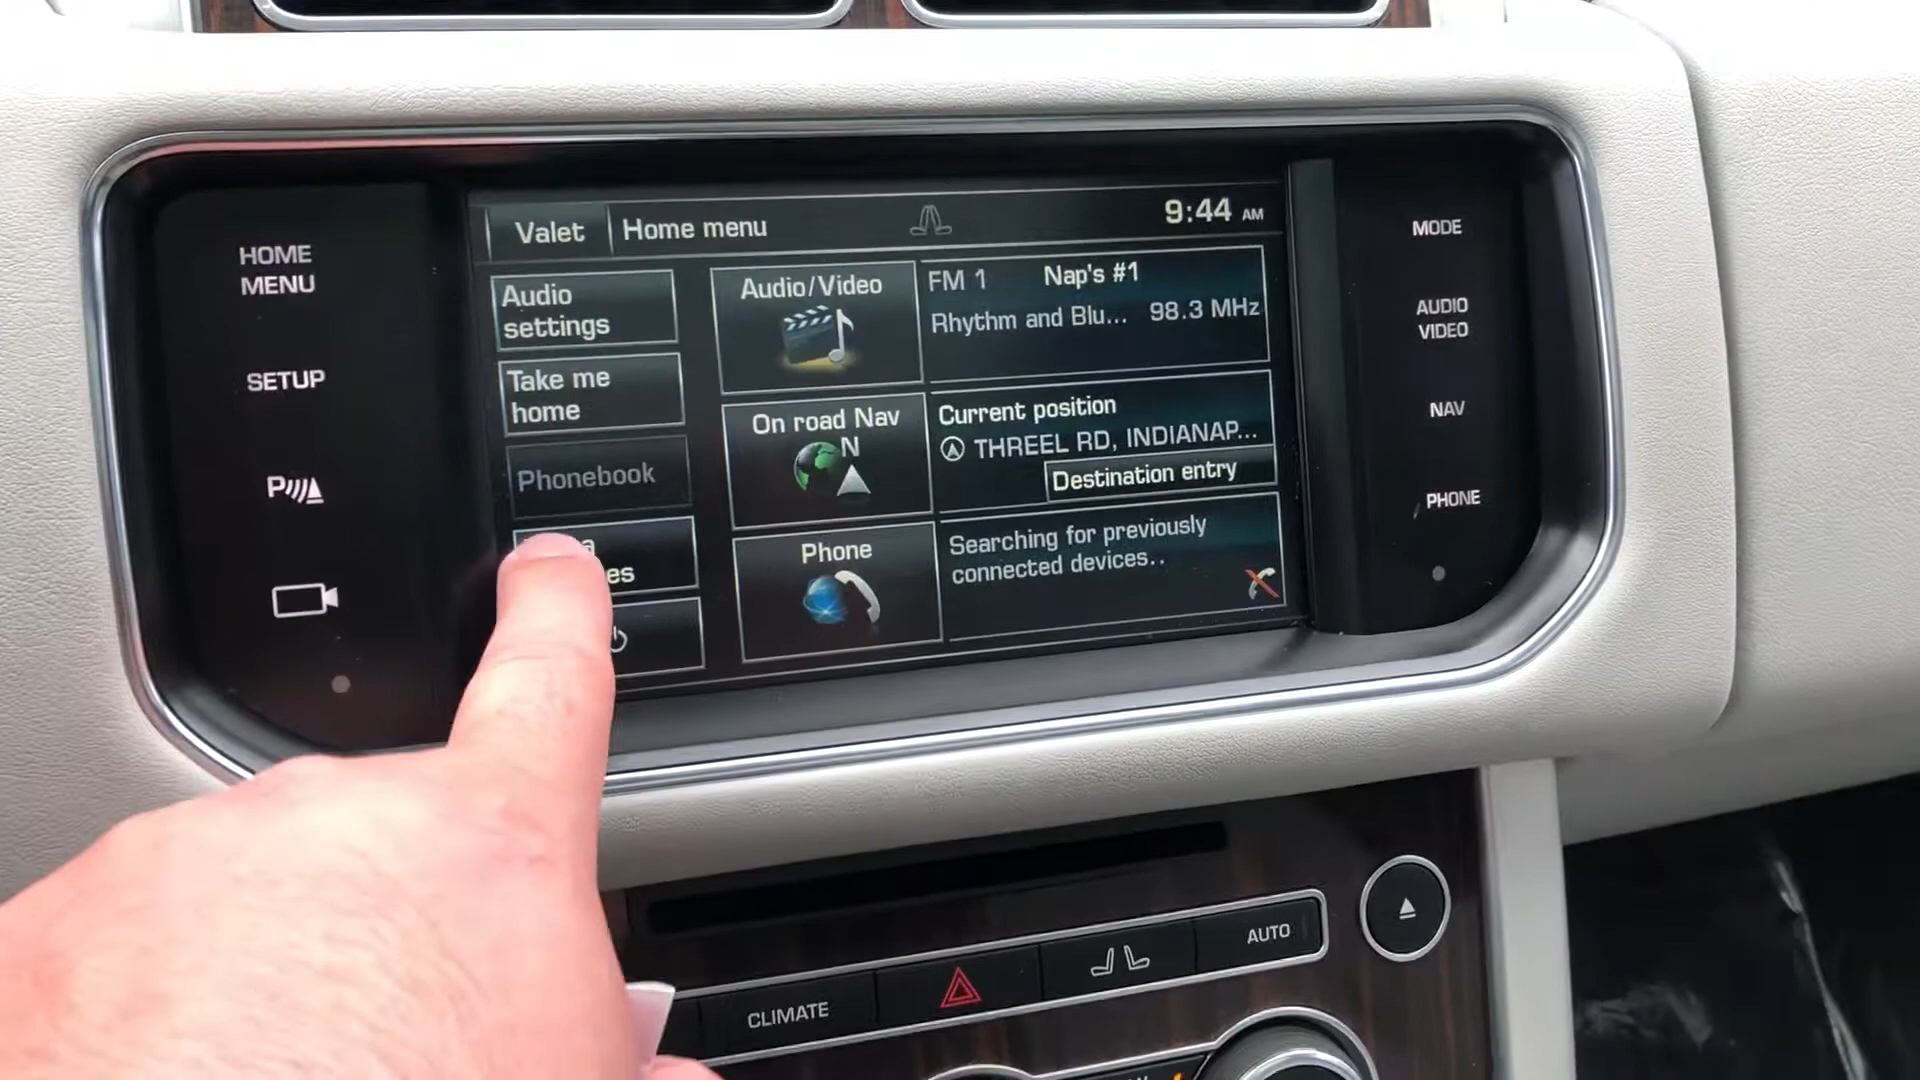 HOME
MENU
SETUP
P
Valet
Home menu
9:44 AM
Audio
settings
Take me
home
Phonebook
Audio/Video
FM 1 Nap's #1
Rhythm and Blu... 98.3 MHz
On road Nav
N
Current position
THREEL RD, INDIANAP...
Destination entry
Phone
Searching for previously
connected devices..
MODE
AUDIO
VIDEO
NAV
PHONE
CLIMATE
AUTO